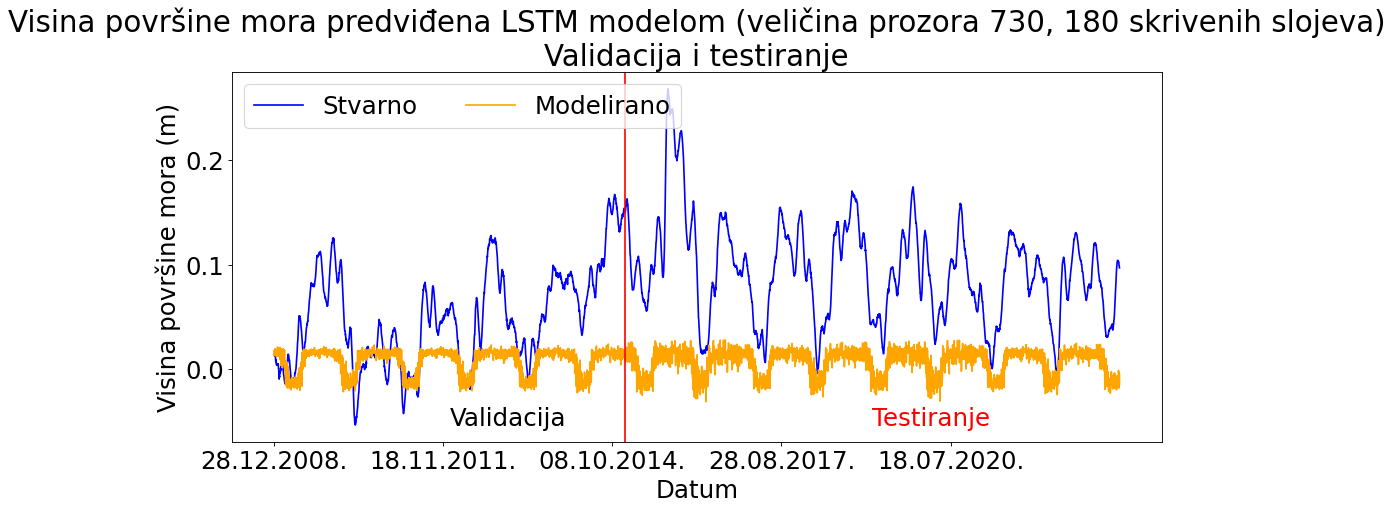 Visina površine mora predviđena LSTM modelom (veličina prozora 730, 180 skrivenih slojeva)
Validacija i testiranje
Stvarno
Modelirano
Visina površine mora (m)
0.2
0.1
0.0
Validacija
Testiranje
28.12.2008.
18.11.2011.
08.10.2014.
28.08.2017.
18.07.2020.
Datum